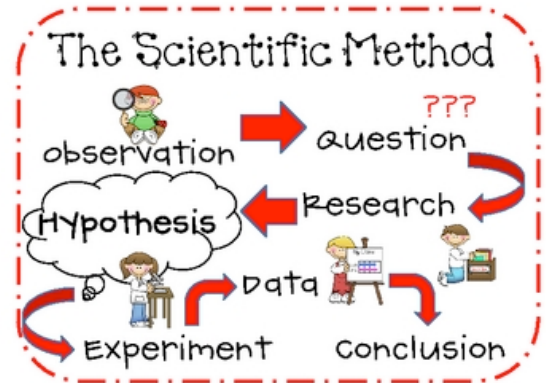 The Scientific Method
???
Observation
Question
Research
Hypothesis
Data
Experiment
Conclusion